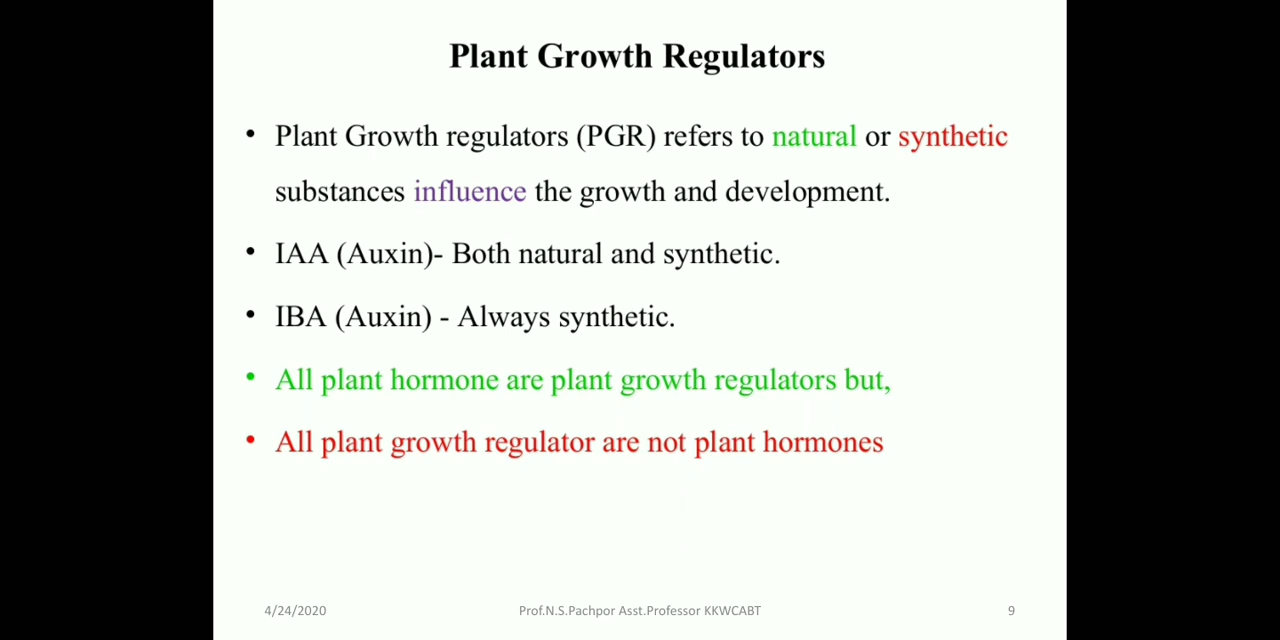 Plant Growth Regulators
• Plant Growth regulators (PGR) refers to natural or synthetic
substances influence the growth and development.
• IAA (Auxin)- Both natural and synthetic.
• IBA (Auxin) - Always synthetic.
• All plant hormone are plant growth regulators but,
• All plant growth regulator are not plant hormones
4/24/2020 Prof.N.S.Pachpor Asst.Professor KKWCABT 9